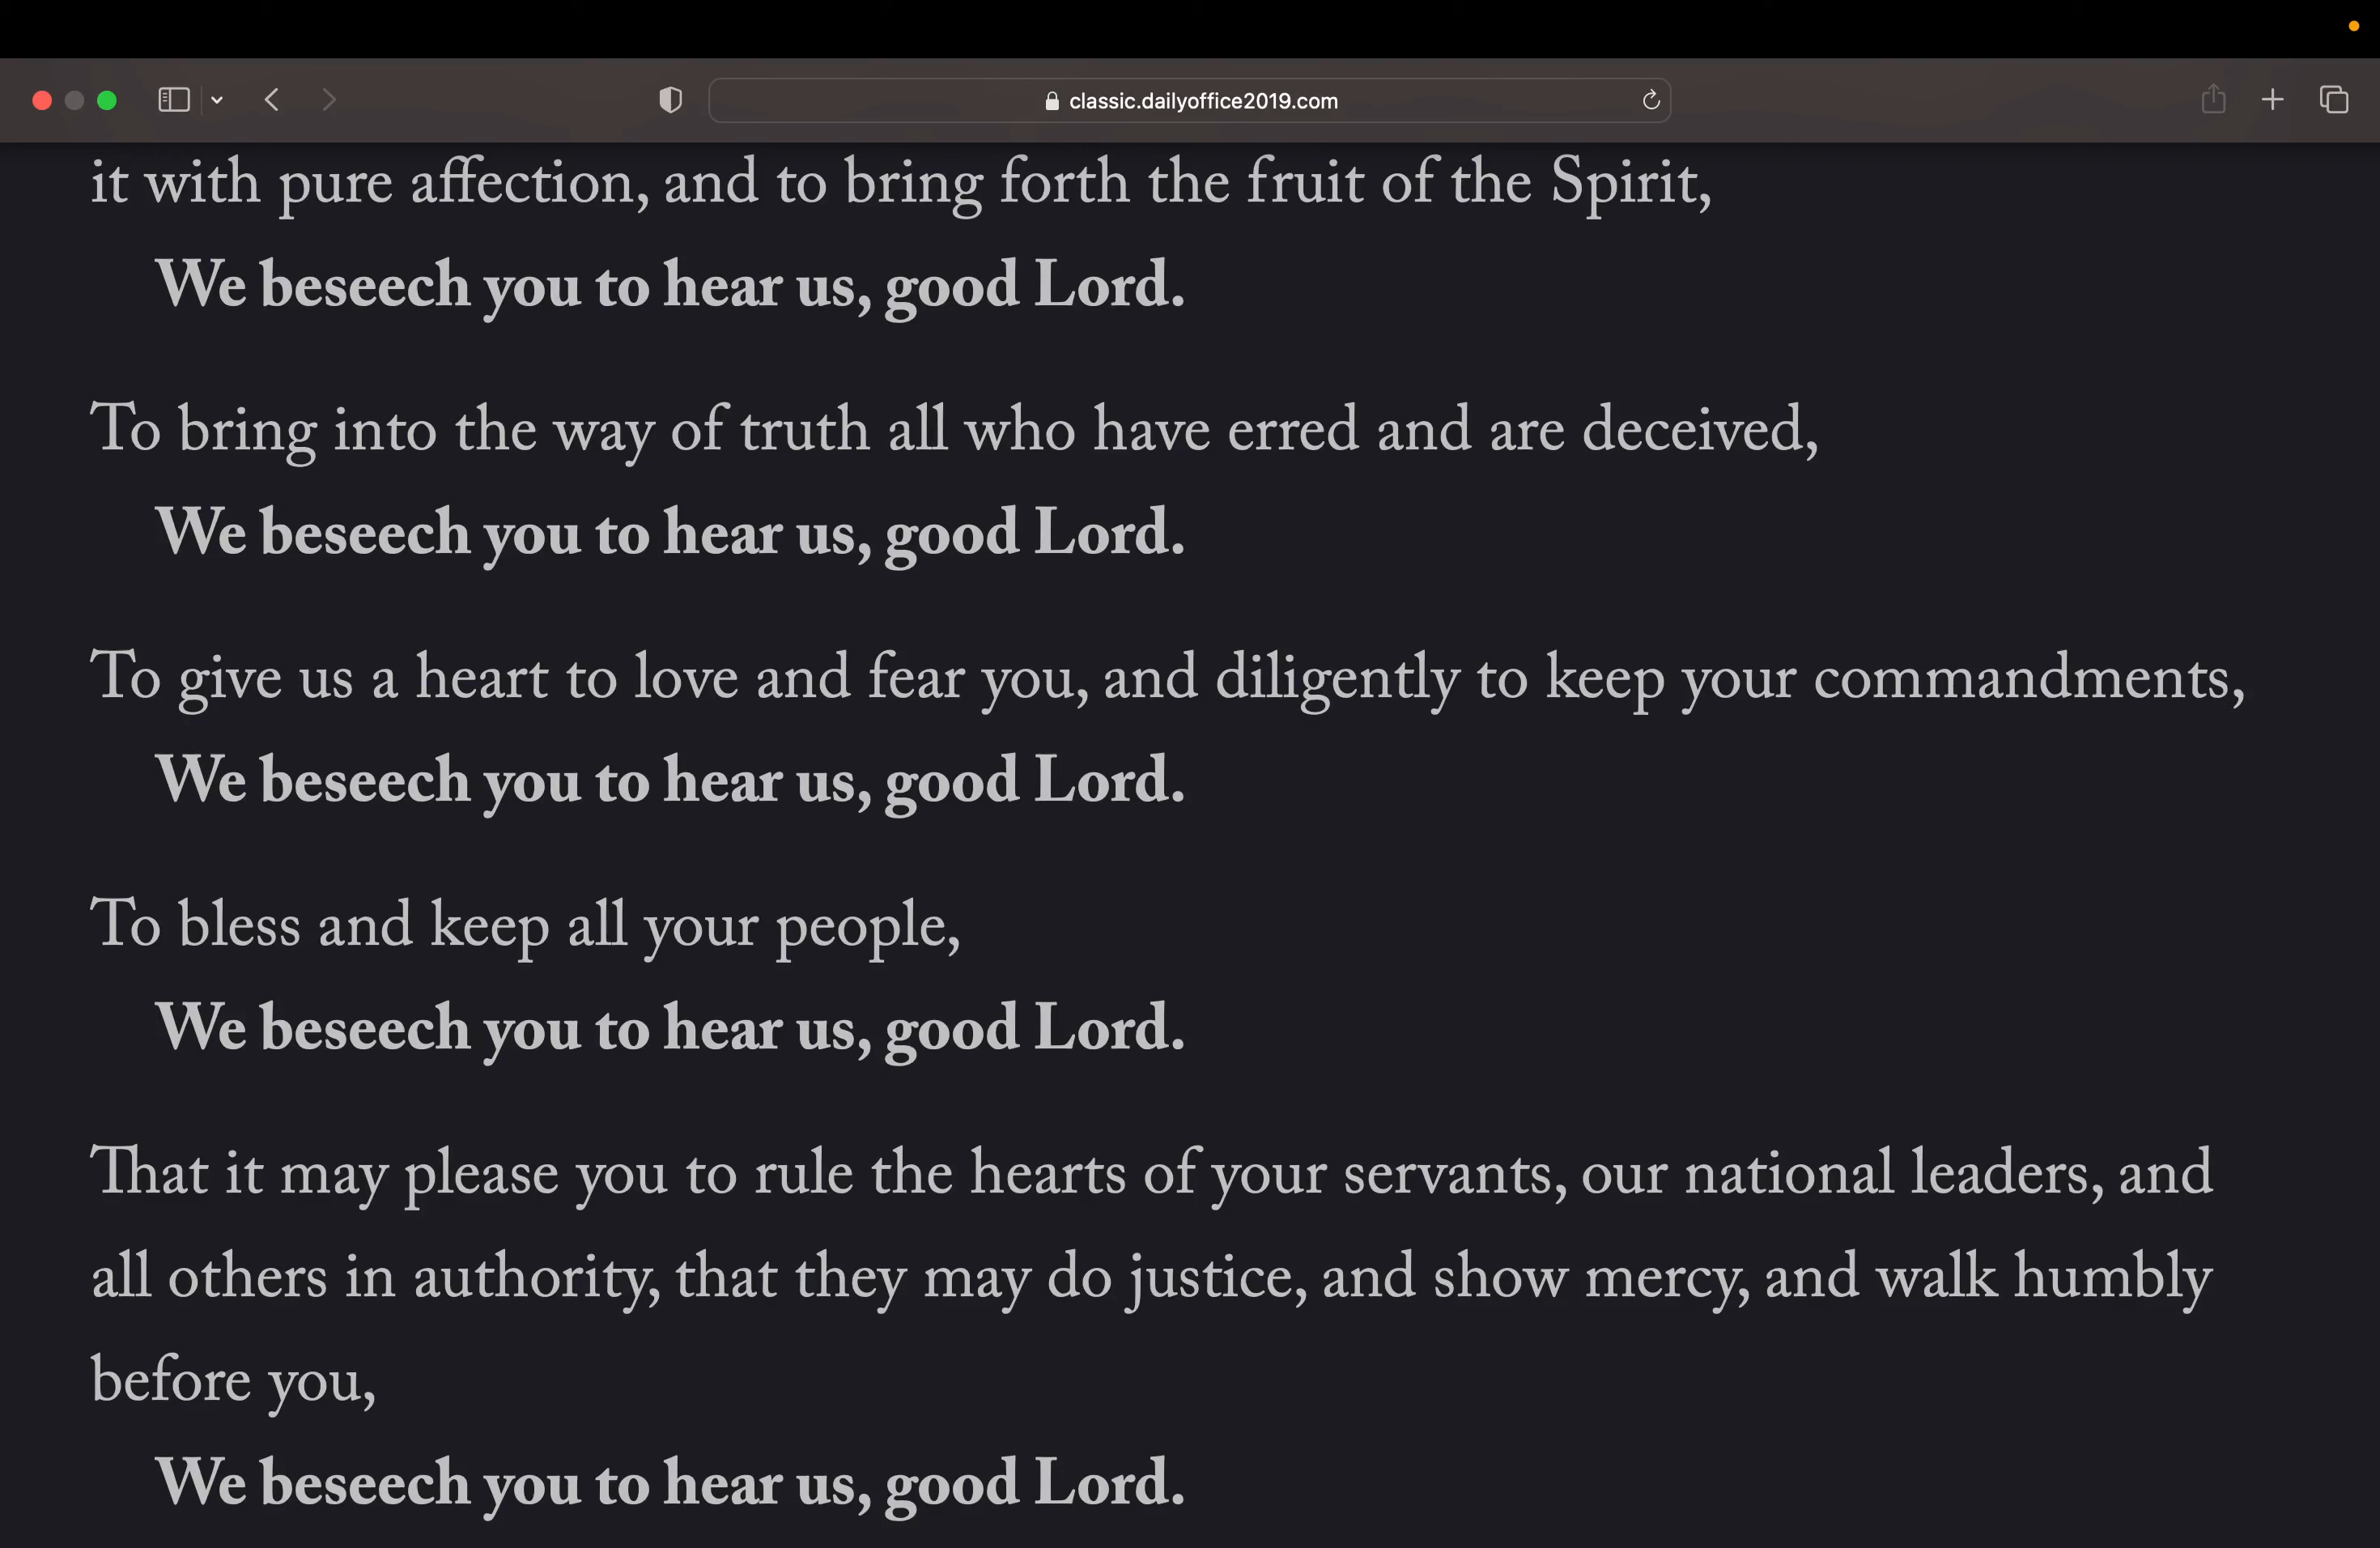 classic.dailyoffice2019.com
it with pure affection, and to bring forth the fruit of the Spirit,
We beseech you to hear us, good Lord.
To bring into the way of truth all who have erred and are deceived,
We beseech you to hear us, good Lord.
To give us a heart to love and fear you, and diligently to keep your commandments,
We beseech you to hear us, good Lord.
To bless and keep all your people,
We beseech you to hear us, good Lord.
That it may please you to rule the hearts of your servants, our national leaders, and
all others in authority, that they may do justice, and show mercy, and walk humbly
before you,
We beseech you to hear us, good Lord.